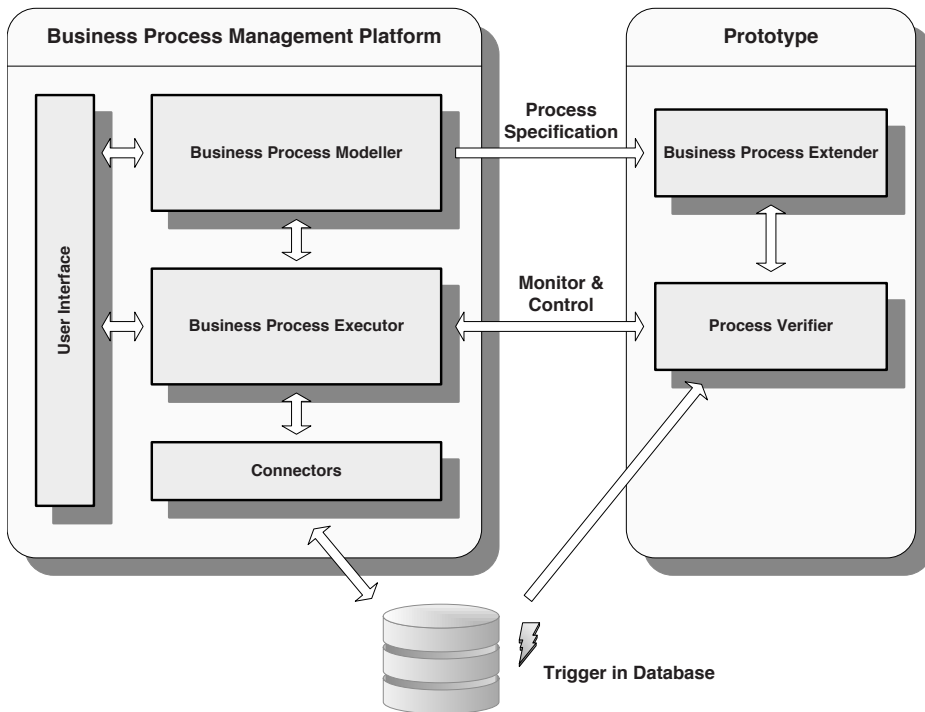 Business Process Management Platform
Prototype
User Interface
Business Process Modeller
Process
Specification
Business Process Extender
Business Process Executor
Monitor &
Control
Process Verifier
Connectors
Trigger in Database